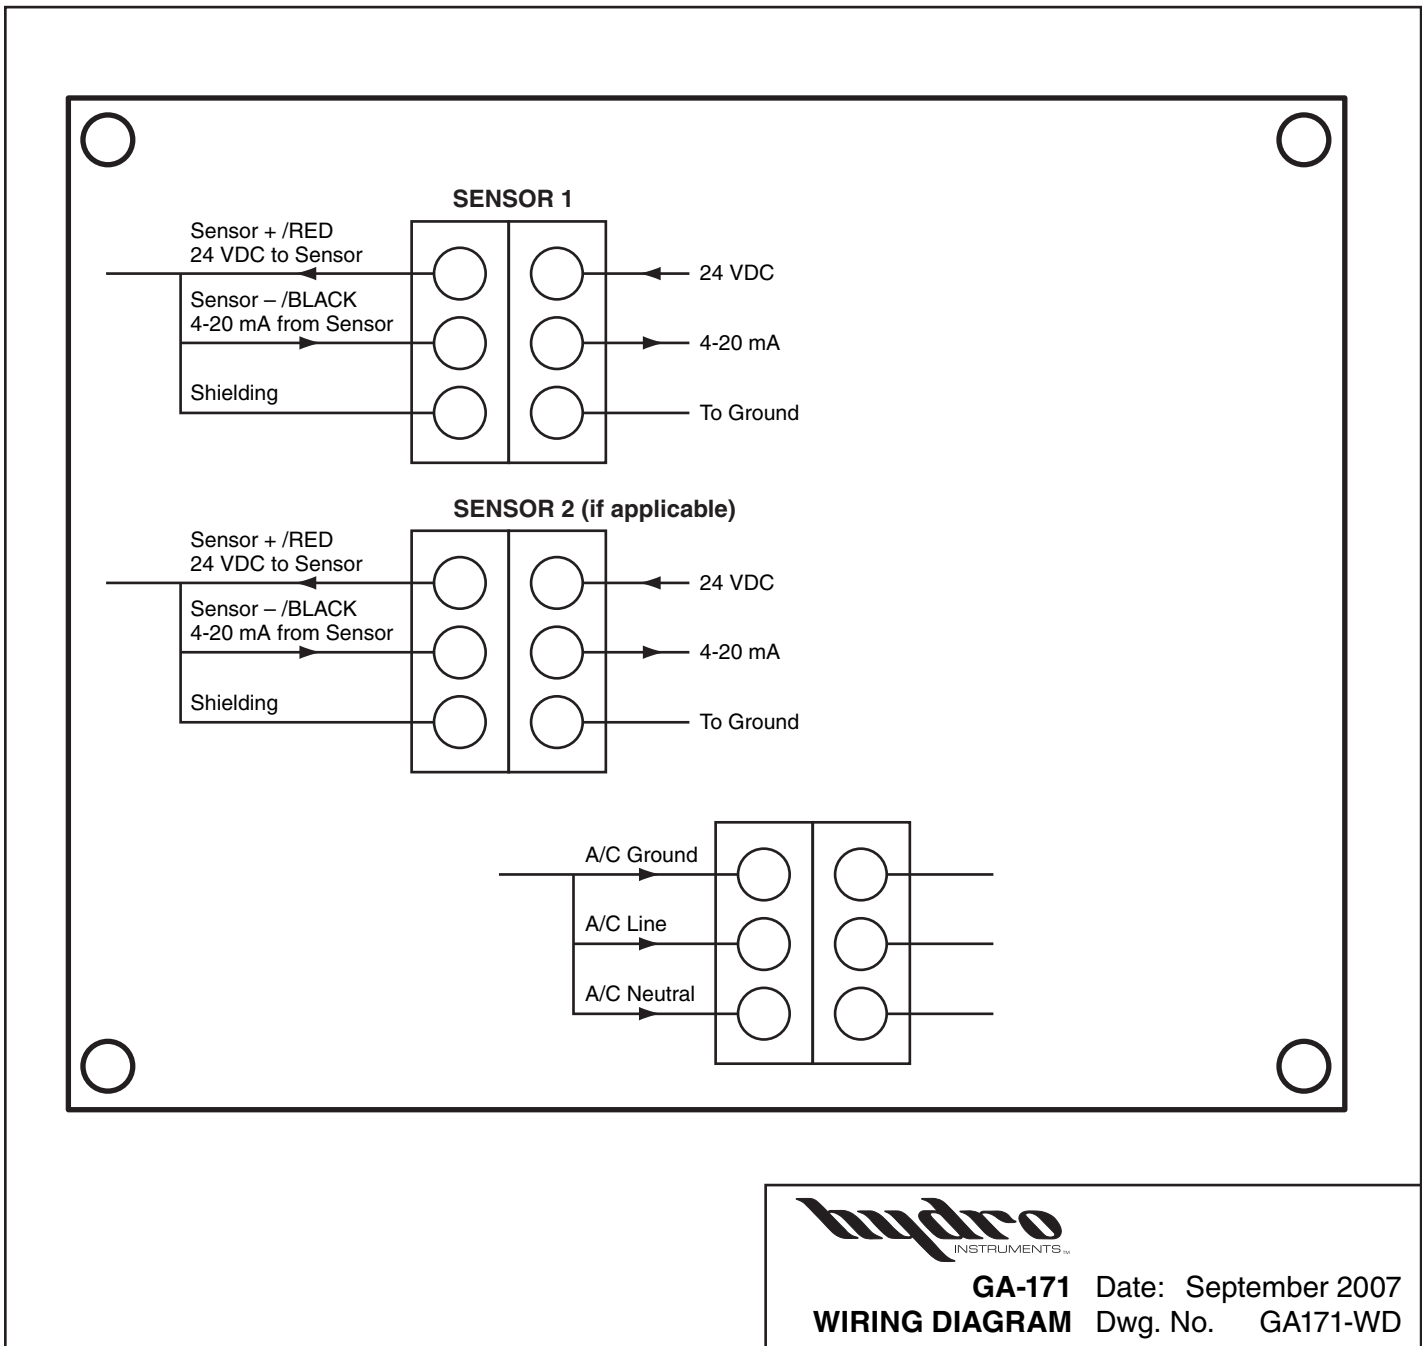 SENSOR 1
Sensor + /RED
24 VDC to Sensor
24 VDC
Sensor – /BLACK
4-20 mA from Sensor
4-20 mA
Shielding
To Ground
SENSOR 2 (if applicable)
Sensor + /RED
24 VDC to Sensor
24 VDC
Sensor – /BLACK
4-20 mA from Sensor
4-20 mA
Shielding
To Ground
A/C Ground
A/C Line
A/C Neutral
hydro
INSTRUMENTS™
GA-171 Date: September 2007
WIRING DIAGRAM Dwg. No. GA171-WD